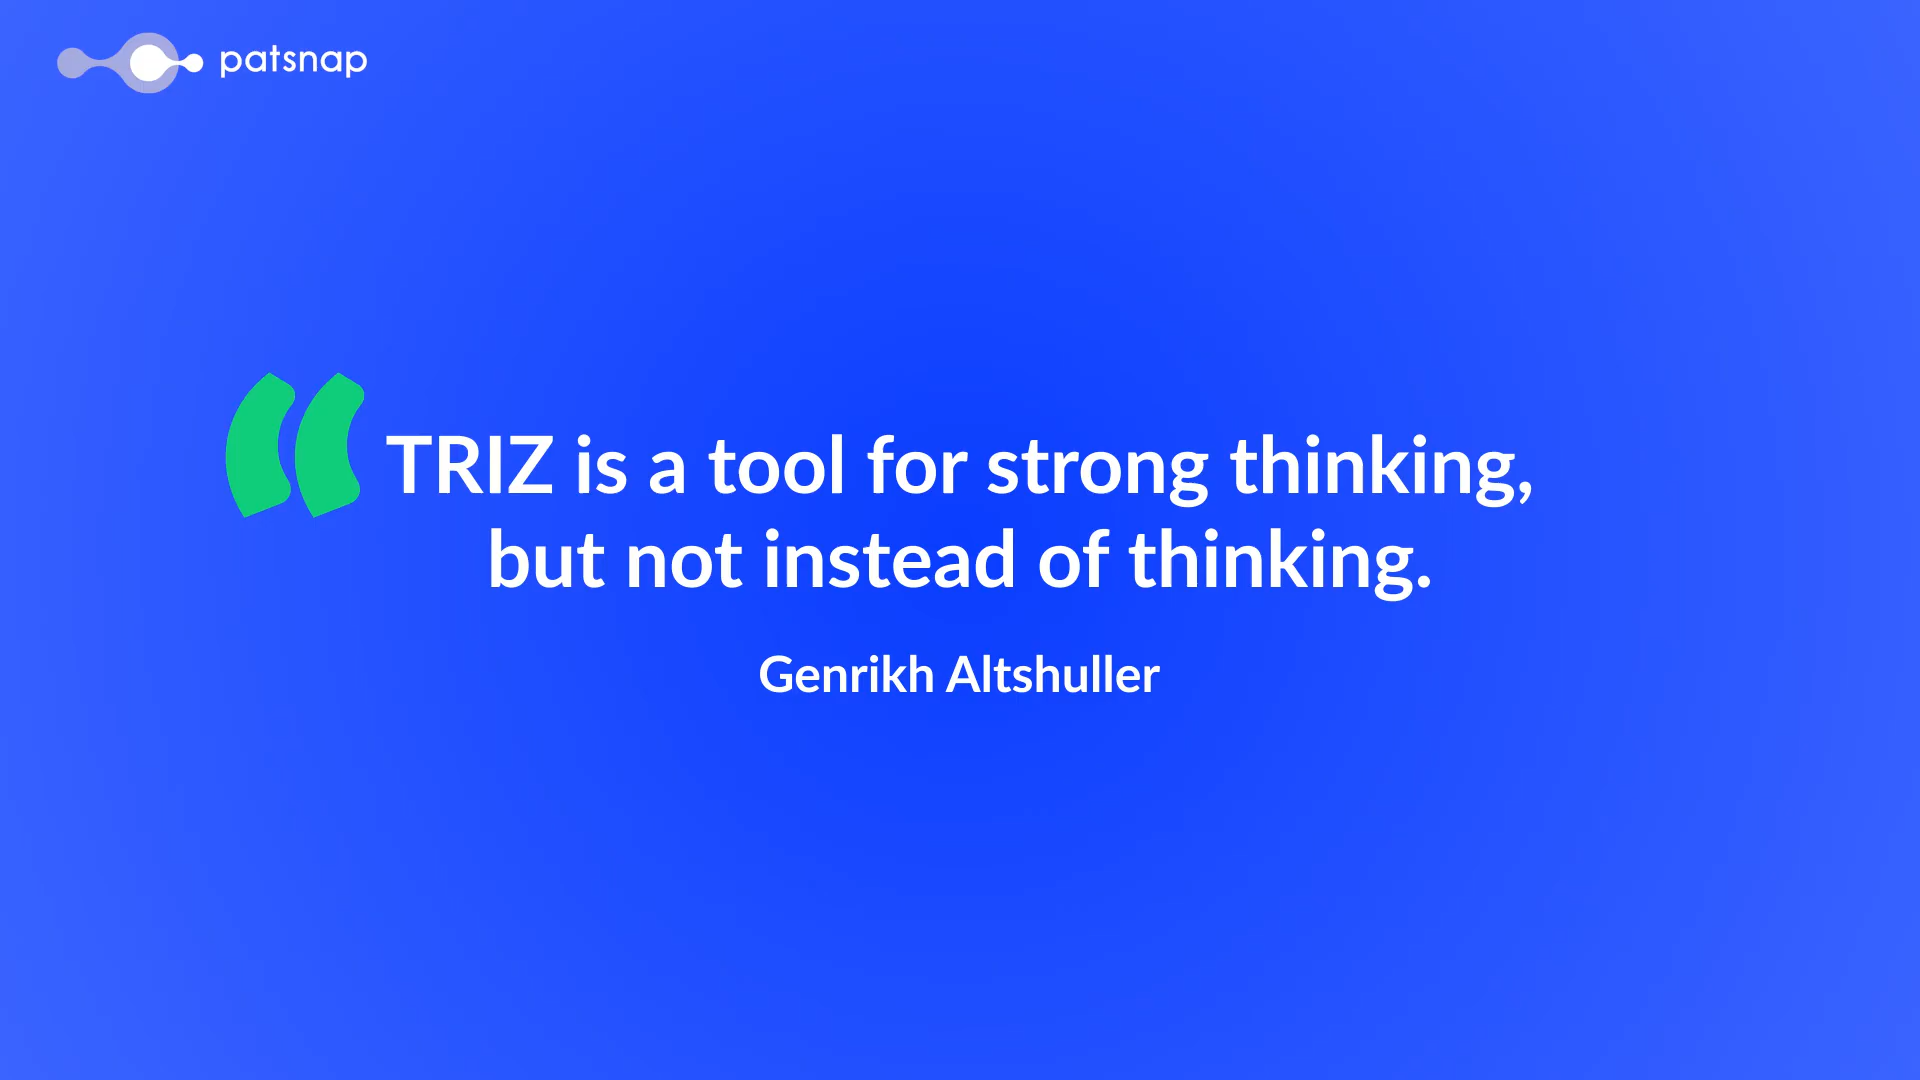 patsnap
“TRIZ is a tool for strong thinking,
but not instead of thinking.
Genrikh Altshuller